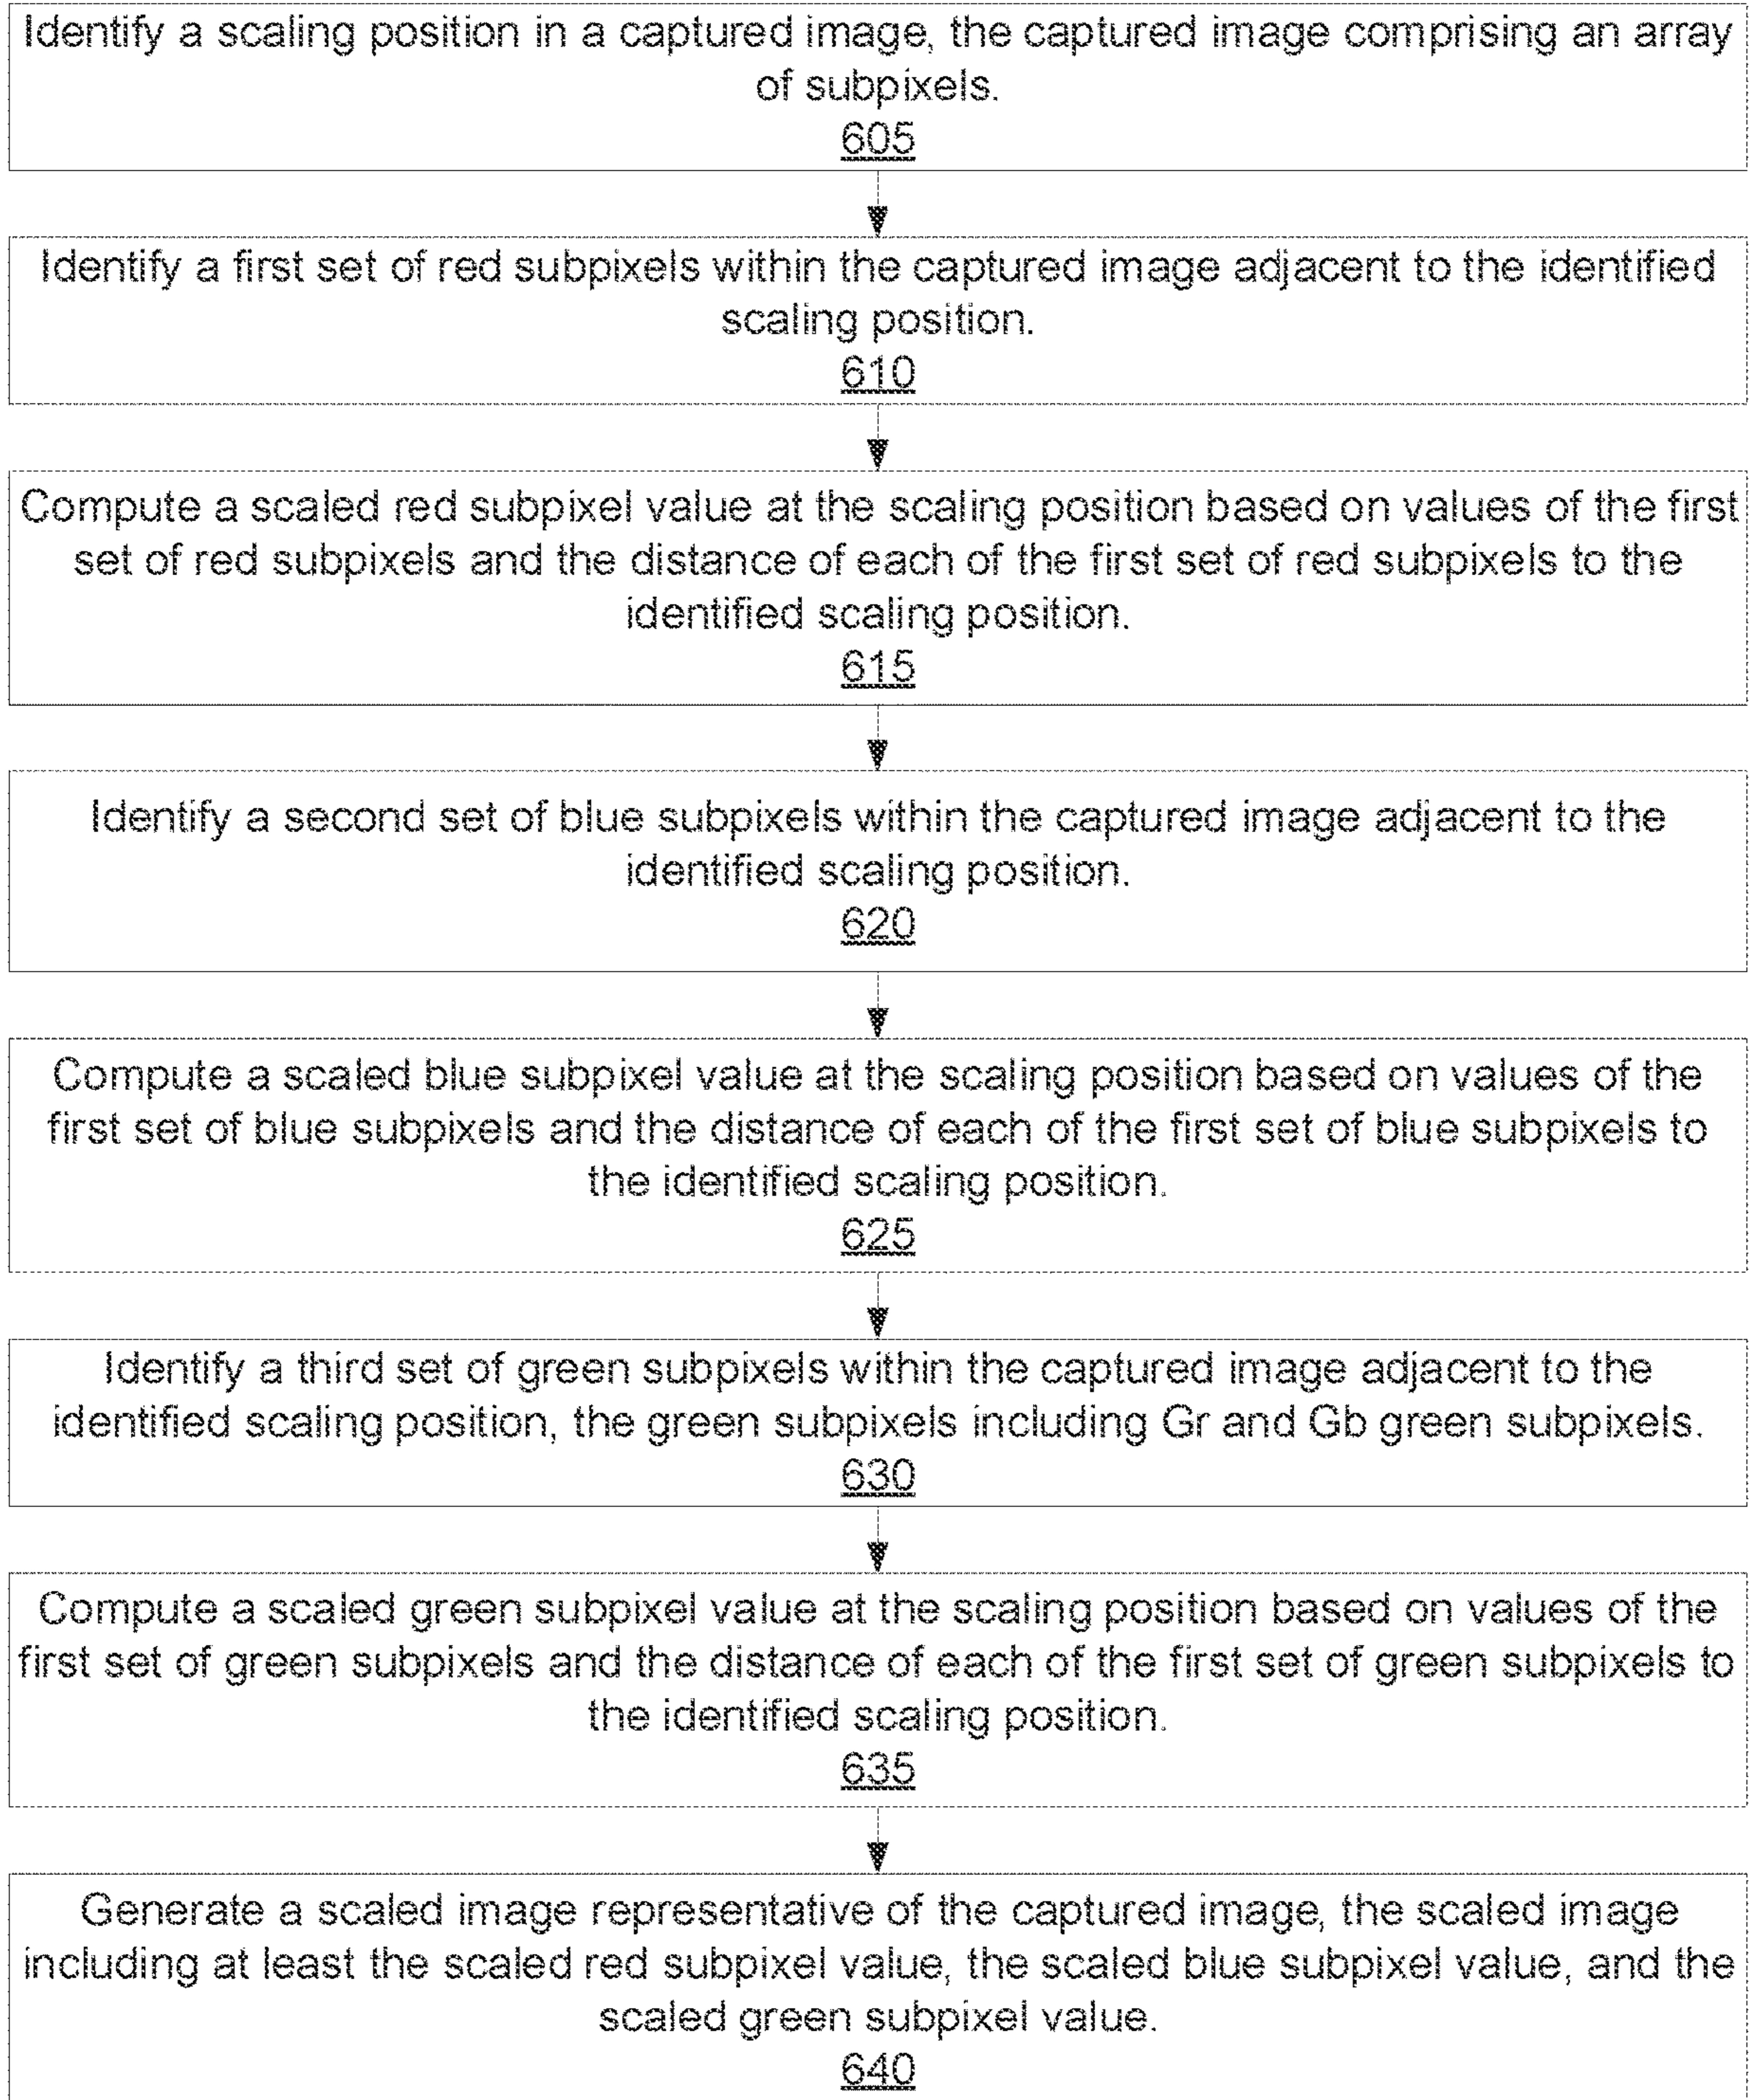 Identify a scaling position in a captured image, the captured image comprising an array
of subpixels.
605
Identify a first set of red subpixels within the captured image adjacent to the identified
scaling position.
610
Compute a scaled red subpixel value at the scaling position based on values of the first
set of red subpixels and the distance of each of the first set of red subpixels to the
identified scaling position.
615
Identify a second set of blue subpixels within the captured image adjacent to the
identified scaling position.
620
Compute a scaled blue subpixel value at the scaling position based on values of the
first set of blue subpixels and the distance of each of the first set of blue subpixels to
the identified scaling position.
625
Identify a third set of green subpixels within the captured image adjacent to the
identified scaling position, the green subpixels including Gr and Gb green subpixels.
630
Compute a scaled green subpixel value at the scaling position based on values of the
first set of green subpixels and the distance of each of the first set of green subpixels to
the identified scaling position.
635
Generate a scaled image representative of the captured image, the scaled image
including at least the scaled red subpixel value, the scaled blue subpixel value, and the
scaled green subpixel value.
640